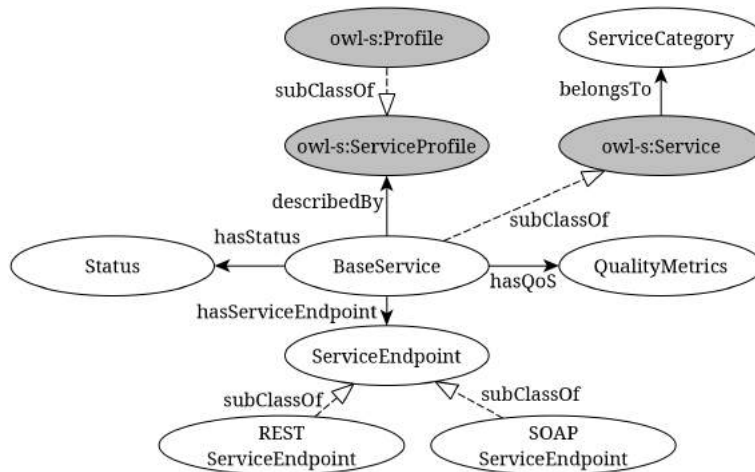 owl-s:Profile
ServiceCategory
subClassOf
belongsTo
owl-s:ServiceProfile
owl-s:Service
describedBy
subClassOf
hasStatus
Status
BaseService
QualityMetrics
hasQoS
hasServiceEndpoint
ServiceEndpoint
subClassOf
subClassOf
REST
ServiceEndpoint
SOAP
ServiceEndpoint